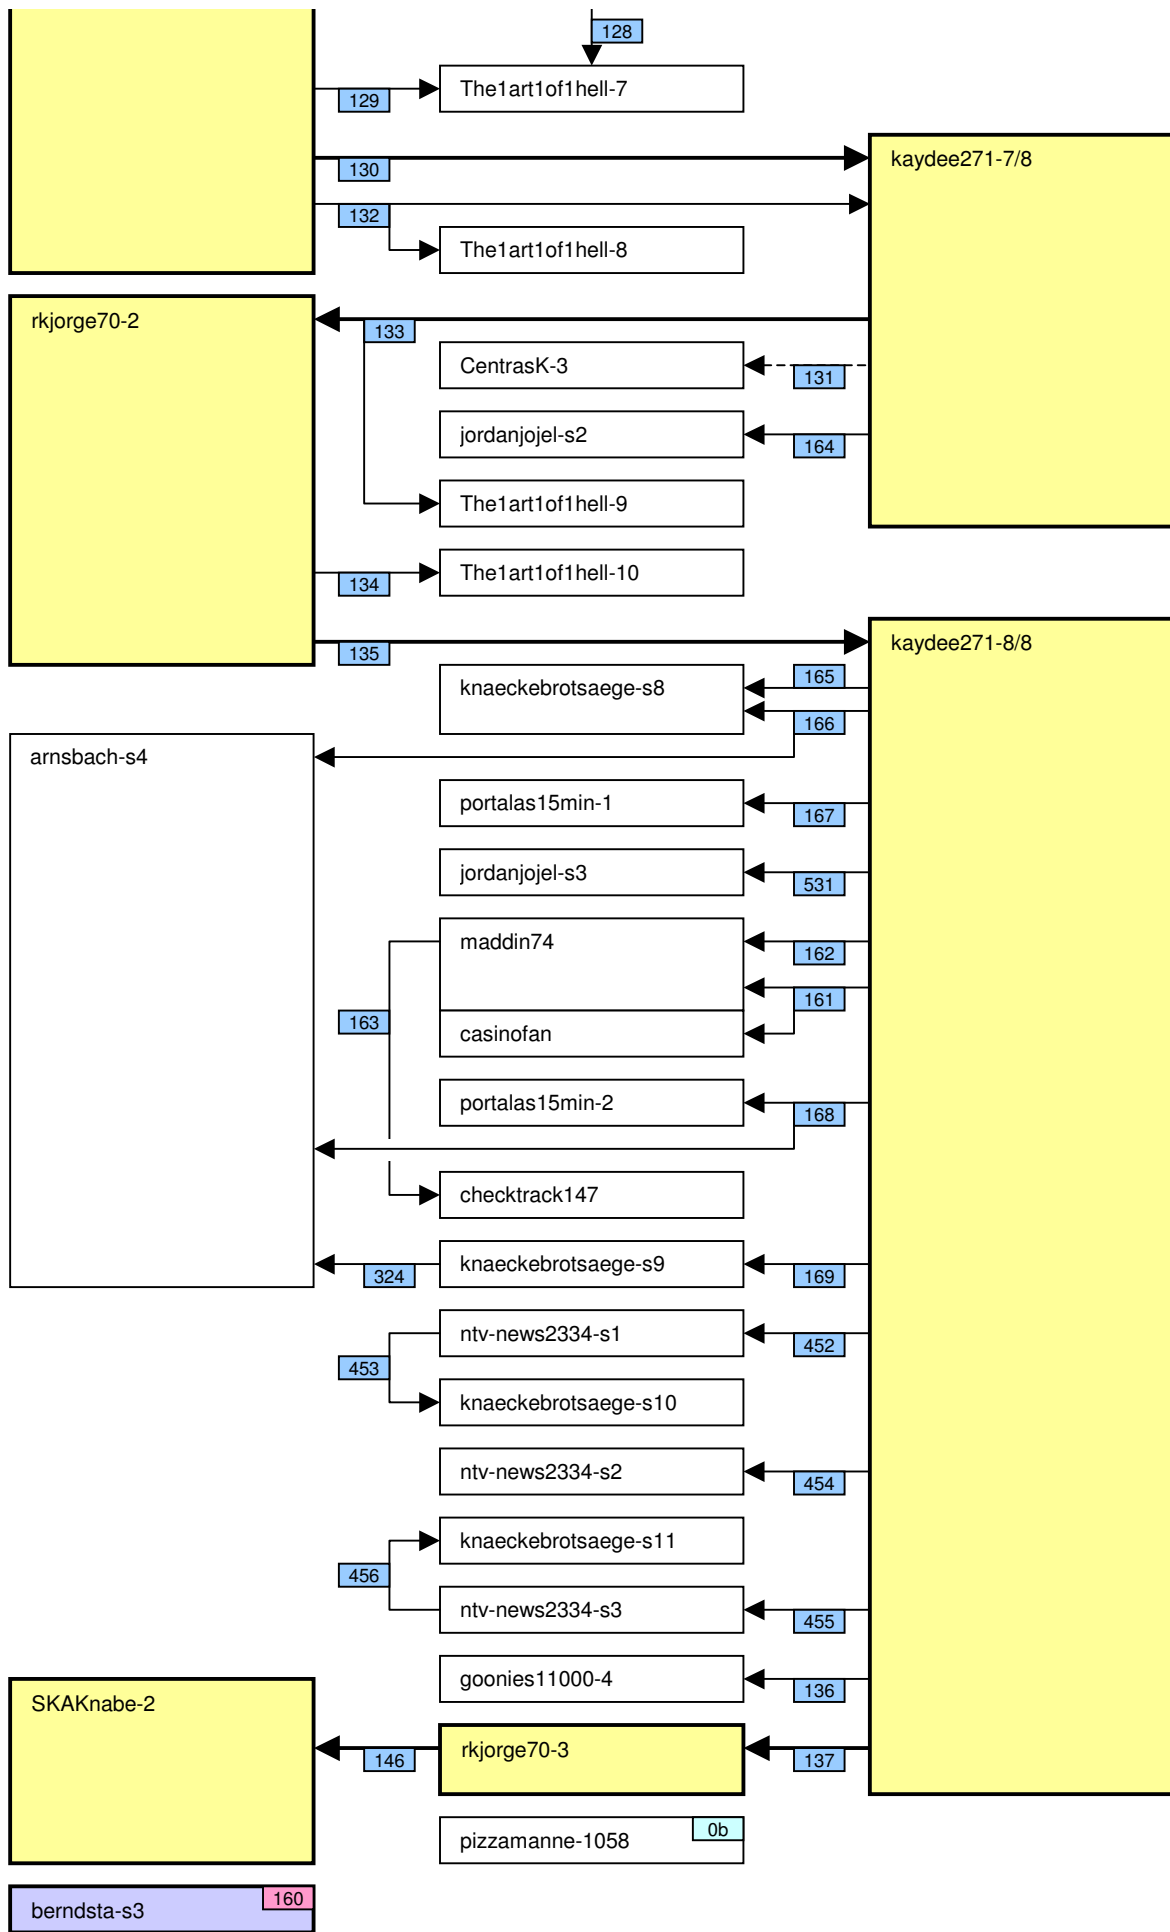 128
The1art1of1hell-7
129
kaydee271-7/8
130
132
The1art1of1hell-8
rkjorge70-2
133
CentrasK-3
131
jordanjojel-s2
164
The1art1of1hell-9
The1art1of1hell-10
134
kaydee271-8/8
135
165
knaeckebrotsaege-s8
166
arnsbach-s4
portalas15min-1
167
jordanjojel-s3
531
maddin74
162
161
163
casinofan
portalas15min-2
168
checktrack147
knaeckebrotsaege-s9
324
169
ntv-news2334-s1
452
453
knaeckebrotsaege-s10
ntv-news2334-s2
454
knaeckebrotsaege-s11
456
ntv-news2334-s3
455
goonies11000-4
136
SKAKnabe-2
rkjorge70-3
146
137
0b
pizzamanne-1058
160
berndsta-s3